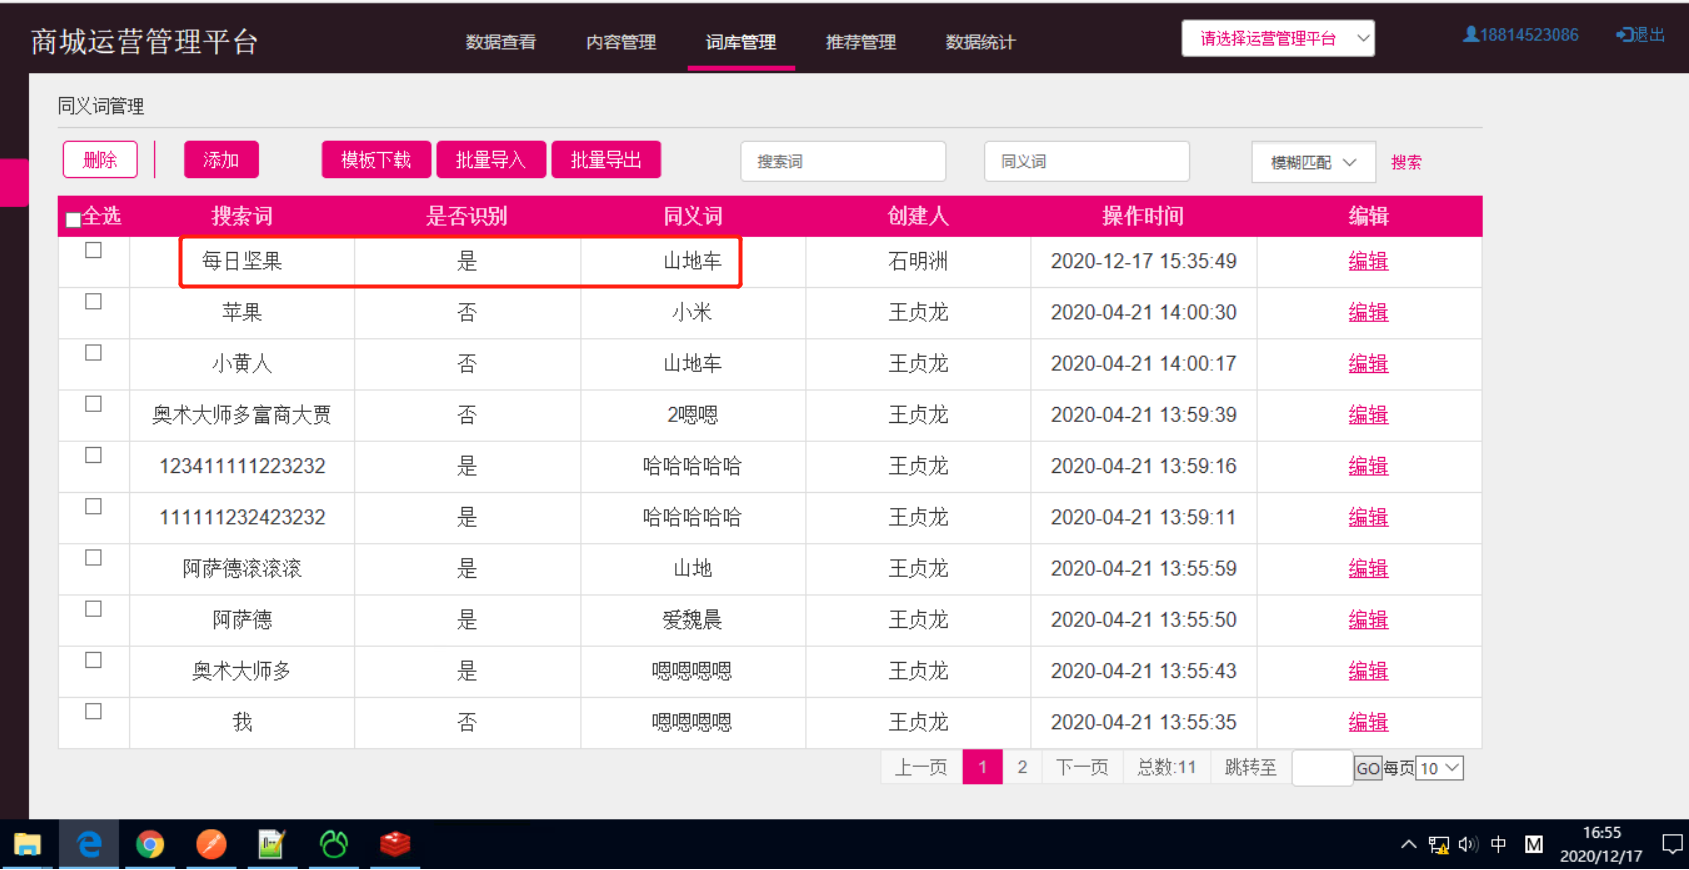 商城运营管理平台 数据查看 内容管理 词库管理 推荐管理 数据统计 请选择运营管理平台 18814523086 退出
同义词管理
删除 添加 模板下载 批量导入 批量导出 搜索词 同义词 模糊匹配 搜索
全选 搜索词 是否识别 同义词 创建人 操作时间 编辑
每日坚果 是 山地车 石明洲 2020-12-17 15:35:49 编辑
苹果 否 小米 王贞龙 2020-04-21 14:00:30 编辑
小黄人 否 山地车 王贞龙 2020-04-21 14:00:17 编辑
奥术大师多富商大贾 否 2嗯嗯 王贞龙 2020-04-21 13:59:39 编辑
123411111223232 是 哈哈哈哈哈 王贞龙 2020-04-21 13:59:16 编辑
111111232423232 是 哈哈哈哈哈 王贞龙 2020-04-21 13:59:11 编辑
阿萨德滚滚滚 是 山地 王贞龙 2020-04-21 13:55:59 编辑
阿萨德 是 爱魏晨 王贞龙 2020-04-21 13:55:50 编辑
奥术大师多 是 嗯嗯嗯嗯 王贞龙 2020-04-21 13:55:43 编辑
我 否 嗯嗯嗯嗯 王贞龙 2020-04-21 13:55:35 编辑
上一页 1 2 下一页 总数:11 跳转至 GO 每页 10
中 M 16:55
2020/12/17